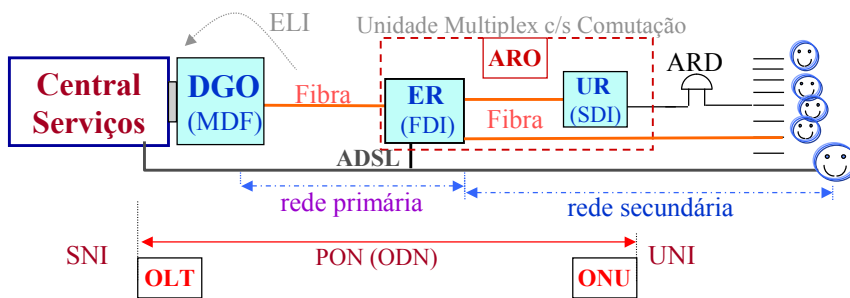 ELI
Unidade Multiplex c/s Comutação
Central
Serviços
DGO
(MDF)
Fibra
ARO
ER
(FDI)
Fibra
UR
(SDI)
ARD
ADSL
rede primária
rede secundária
SNI
PON (ODN)
UNI
OLT
ONU